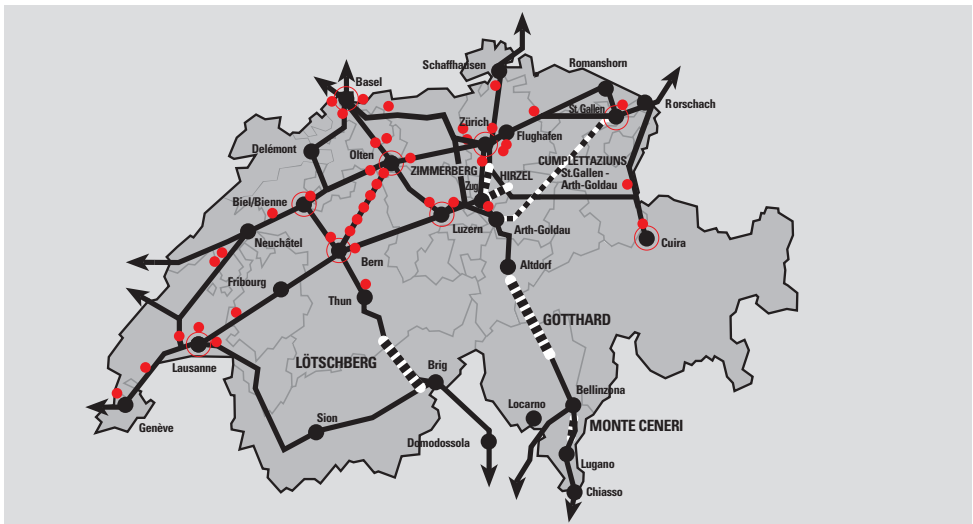 Schaffhausen
Romanshorn
Basel
Rorschach
St.Gallen
Zürich
Flughafen
Delémont
Olten
ZIMMERBERG
CUMPLETTAZIUNS
St.Gallen -
Arth-Goldau
HIRZEL
Zug
Biel/Bienne
Luzern
Arth-Goldau
Neuchâtel
Cuira
Bern
Altdorf
Fribourg
Thun
GOTTHARD
LÖTSCHBERG
Lausanne
Brig
Bellinzona
Locarno
Sion
Genève
MONTE CENERI
Domodossola
Lugano
Chiasso